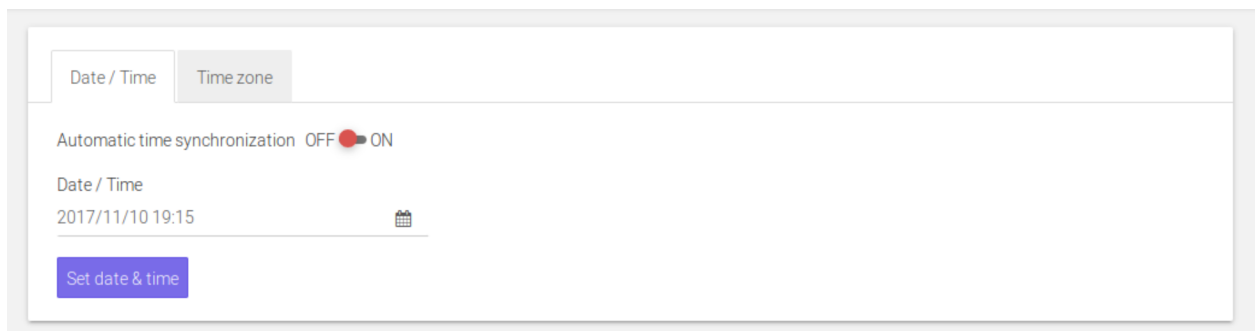 Date / Time Time zone
Automatic time synchronization OFF ON
Date / Time
2017/11/10 19:15
Set date & time